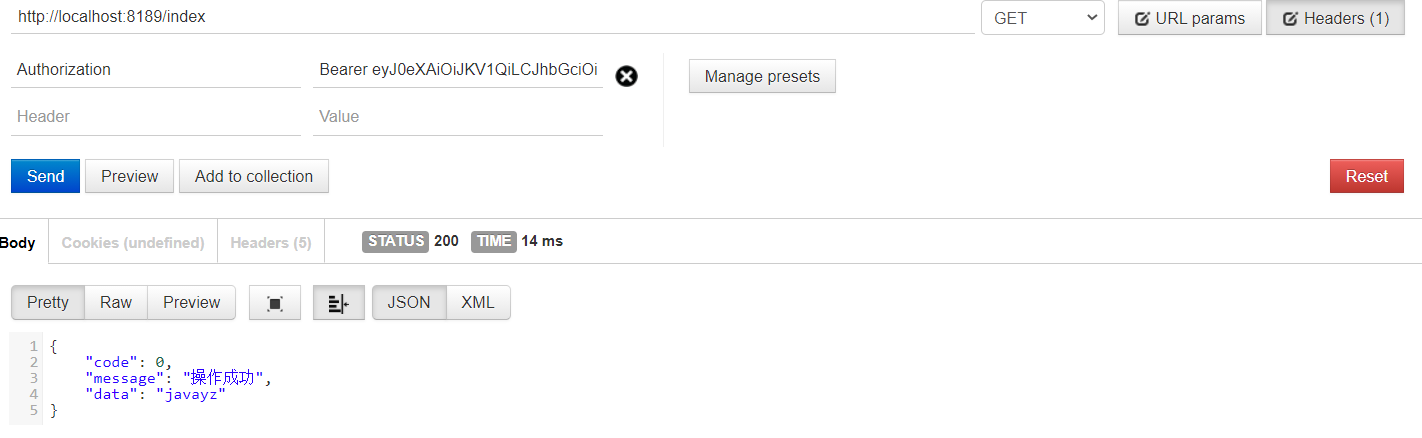 http://localhost:8189/index GET URL params Headers (1)
Authorization Bearer eyJ0eXAiOiJKV1QiLCJhbGciOi Manage presets
Header Value
Send Preview Add to collection Reset
Body Cookies (undefined) Headers (5) STATUS 200 TIME 14 ms
Pretty Raw Preview JSON XML
1 {
2 "code": 0,
3 "message": "操作成功",
4 "data": "javayz"
5 }